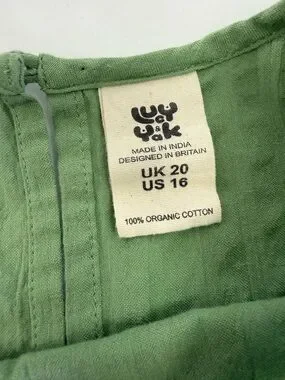 Lucy
&
Yak
MADE IN INDIA
DESIGNED IN BRITAIN
UK 20
US 16
100% ORGANIC COTTON